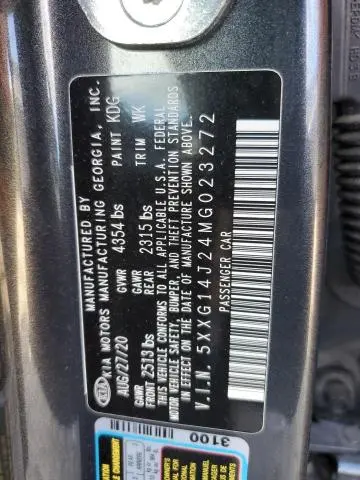 MANUFACTURED BY
KIA KIA MOTORS MANUFACTURING GEORGIA, INC.
AUG/27/20 GVWR 4354 lbs PAINT KDG
GAWR FRONT 2513 lbs GAWR REAR 2315 lbs TRIM WK
THIS VEHICLE CONFORMS TO ALL APPLICABLE U.S.A. FEDERAL
MOTOR VEHICLE SAFETY, BUMPER, AND THEFT PREVENTION STANDARDS
IN EFFECT ON THE DATE OF MANUFACTURE SHOWN ABOVE.
V.I.N. 5XXG14J24MG023272
PASSENGER CAR
3100